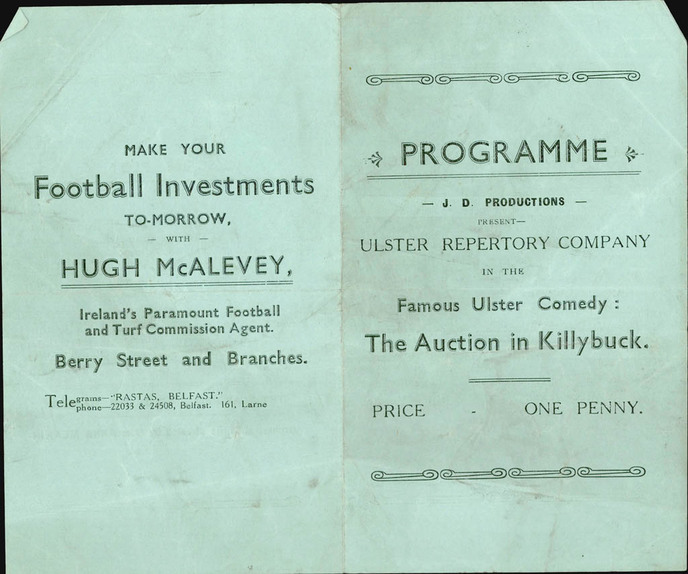 MAKE YOUR
Football Investments
TO-MORROW,
— WITH —
HUGH McALEVEY,
Ireland's Paramount Football
and Turf Commission Agent.
Berry Street and Branches.
Telegrams—"RASTAS, BELFAST."
Telephone—22033 & 24508, Belfast. 161, Larne
PROGRAMME
— J. D. PRODUCTIONS —
PRESENT—
ULSTER REPERTORY COMPANY
IN THE
Famous Ulster Comedy :
The Auction in Killybuck.
PRICE - ONE PENNY.